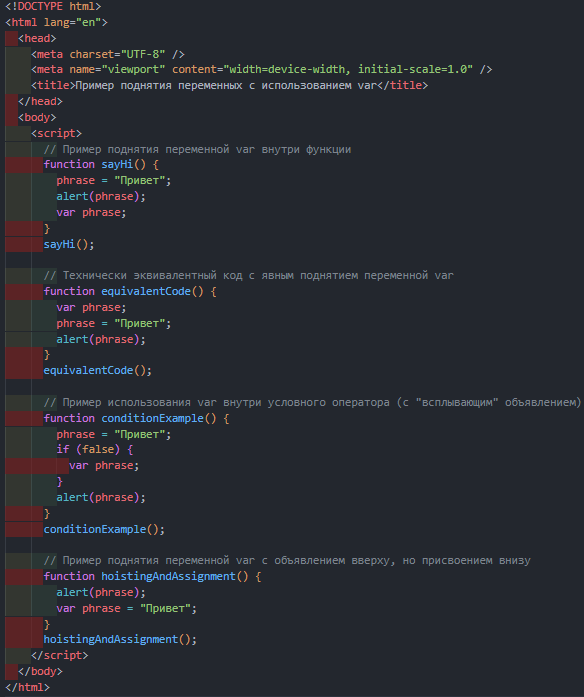 <!DOCTYPE html>
<html lang="en">
<head>
<meta charset="UTF-8" />
<meta name="viewport" content="width=device-width, initial-scale=1.0" />
<title>Пример поднятия переменных с использованием var</title>
</head>
<body>
<script>
// Пример поднятия переменной var внутри функции
function sayHi() {
phrase = "Привет";
alert(phrase);
var phrase;
}
sayHi();
// Технически эквивалентный код с явным поднятием переменной var
function equivalentCode() {
var phrase;
phrase = "Привет";
alert(phrase);
}
equivalentCode();
// Пример использования var внутри условного оператора (с "всплывающим" объявлением)
function conditionExample() {
phrase = "Привет";
if (false) {
var phrase;
}
alert(phrase);
}
conditionExample();
// Пример поднятия переменной var с объявлением вверху, но присвоением внизу
function hoistingAndAssignment() {
alert(phrase);
var phrase = "Привет";
}
hoistingAndAssignment();
</script>
</body>
</html>